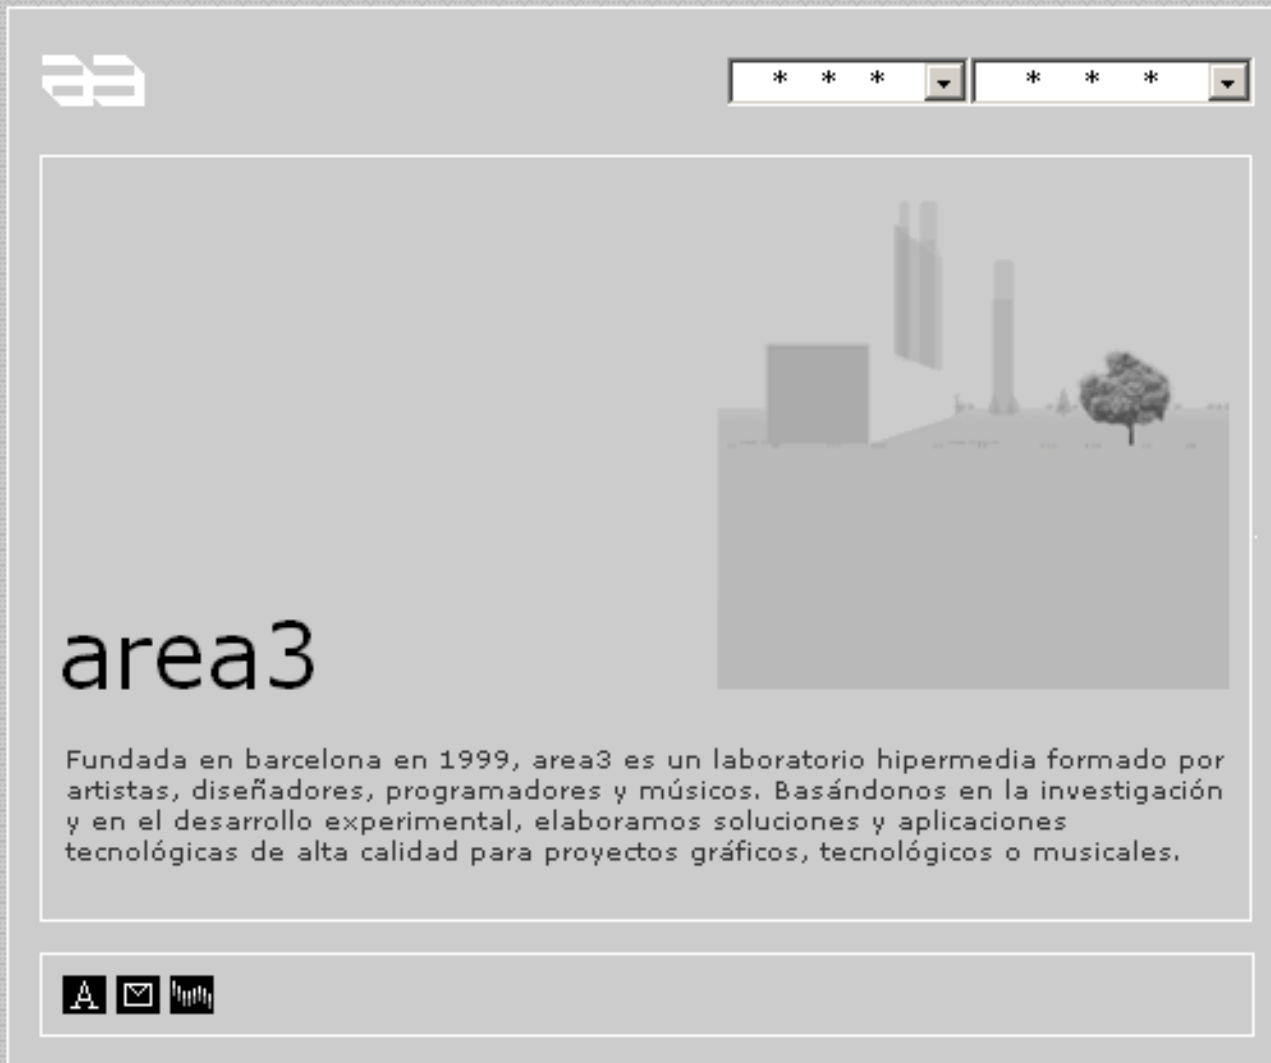 * * *
* * *
area3
Fundada en barcelona en 1999, area3 es un laboratorio hipermedia formado por
artistas, diseñadores, programadores y músicos. Basándonos en la investigación
y en el desarrollo experimental, elaboramos soluciones y aplicaciones
tecnológicas de alta calidad para proyectos gráficos, tecnológicos o musicales.
A